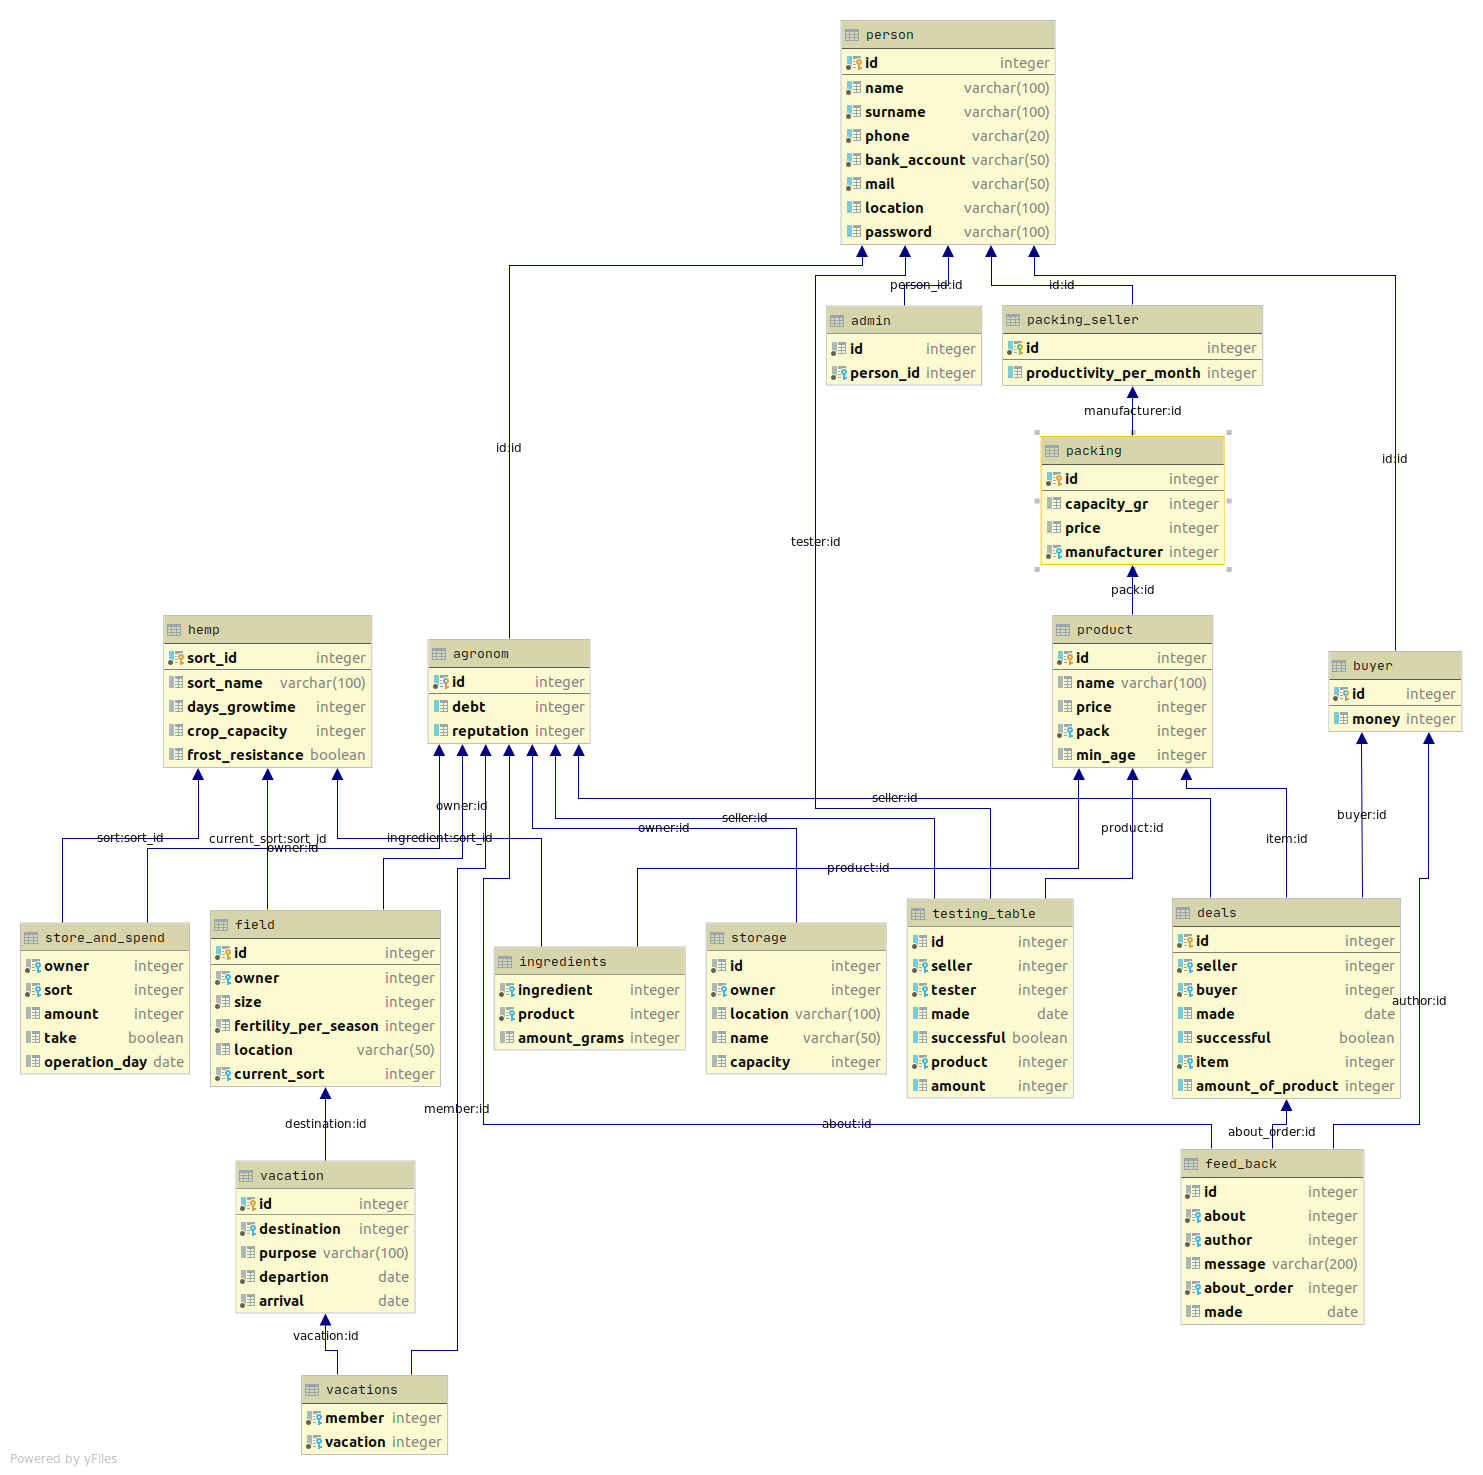 person
id integer
name varchar(100)
surname varchar(100)
phone varchar(20)
bank_account varchar(50)
mail varchar(50)
location varchar(100)
password varchar(100)
person_id:id
id:id
admin
id integer
person_id integer
packing_seller
id integer
productivity_per_month integer
manufacturer:id
id:id
id:id
tester:id
packing
id integer
capacity_gr integer
price integer
manufacturer integer
pack:id
hemp
sort_id integer
sort_name varchar(100)
days_growtime integer
crop_capacity integer
frost_resistance boolean
agronom
id integer
debt integer
reputation integer
product
id integer
name varchar(100)
price integer
pack integer
min_age integer
buyer
id integer
money integer
seller:id
owner:id
seller:id
owner:id
product:id
buyer:id
sort:sort_id
current_sort:sort_id
owner:id
ingredient:sort_id
item:id
product:id
store_and_spend
owner integer
sort integer
amount integer
take boolean
operation_day date
field
id integer
owner integer
size integer
fertility_per_season integer
location varchar(50)
current_sort integer
ingredients
ingredient integer
product integer
amount_grams integer
storage
id integer
owner integer
location varchar(100)
name varchar(50)
capacity integer
testing_table
id integer
seller integer
tester integer
made date
successful boolean
product integer
amount integer
deals
id integer
seller integer
buyer integer
made date
successful boolean
item integer
amount_of_product integer
author:id
member:id
destination:id
about:id
about_order:id
vacation
id integer
destination integer
purpose varchar(100)
departion date
arrival date
feed_back
id integer
about integer
author integer
message varchar(200)
about_order integer
made date
vacation:id
vacations
member integer
vacation integer
Powered by yFiles